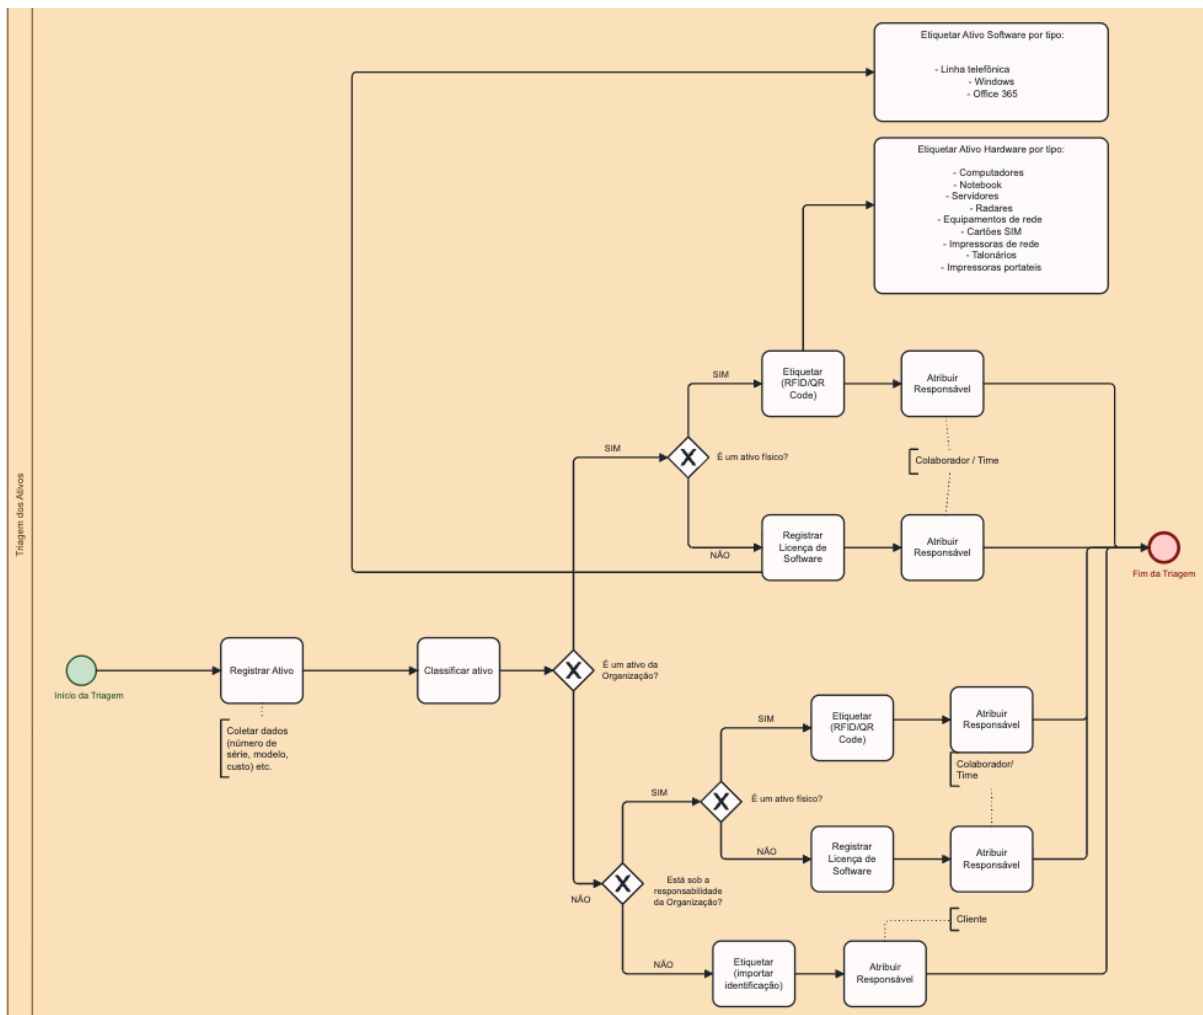 Triagem dos Ativos
Etiquetar Ativo Software por tipo:
- Linha telefônica
- Windows
- Office 365
Etiquetar Ativo Hardware por tipo:
- Computadores
- Notebook
- Servidores
- Radares
- Equipamentos de rede
- Cartões SIM
- Impressoras de rede
- Talonários
- Impressoras portateis
SIM
Etiquetar
(RFID/QR
Code)
Atribuir
Responsável
SIM
É um ativo físico?
Colaborador / Time
NÃO
Registrar
Licença de
Software
Atribuir
Responsável
Fim da Triagem
Início da Triagem
Registrar Ativo
Coletar dados
(número de
série, modelo,
custo) etc.
Classificar ativo
É um ativo da
Organização?
NÃO
SIM
Está sob a
responsabilidade
da Organização?
SIM
É um ativo físico?
Etiquetar
(RFID/QR
Code)
Atribuir
Responsável
Colaborador/
Time
NÃO
Registrar
Licença de
Software
Atribuir
Responsável
Cliente
NÃO
Etiquetar
(importar
identificação)
Atribuir
Responsável